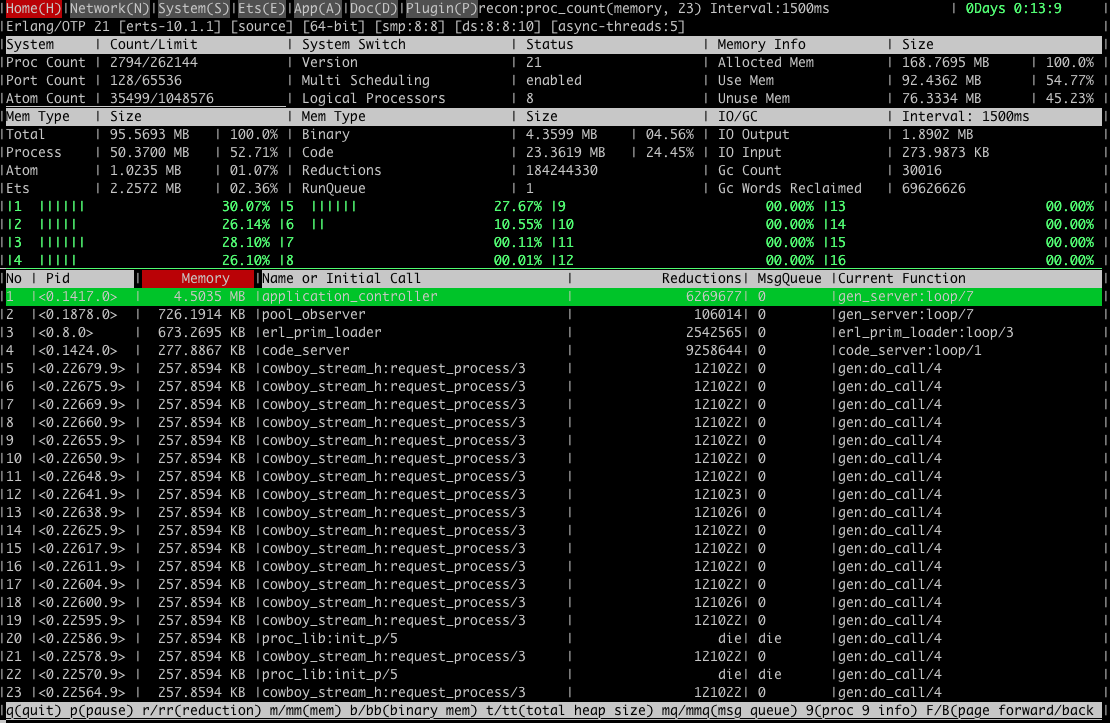 |Home(H)|Network(N)|System(S)|Ets(E)|App(A)|Doc(D)|Plugin(P)recon:proc_count(memory, 23) Interval:1500ms | 0Days 0:13:9 |
|Erlang/OTP Z1 [erts-10.1.1] [source] [64-bit] [smp:8:8] [ds:8:8:10] [async-threads:5] |
|System | Count/Limit | System Switch | Status | Memory Info | Size |
|Proc Count | 2794/262144 | Version | 21 | Allocted Mem | 168.7695 MB | 100.0% |
|Port Count | 128/65536 | Multi Scheduling | enabled | Use Mem | 92.4362 MB | 54.77% |
|Atom Count | 35499/1048576 | Logical Processors | 8 | Unuse Mem | 76.3334 MB | 45.23% |
|Mem Type | Size | Mem Type | Size | IO/GC | Interval: 1500ms |
|Total | 95.5693 MB | 100.0% | Binary | 4.3599 MB | 04.56% | IO Output | 1.8902 MB |
|Process | 50.3700 MB | 52.71% | Code | 23.3619 MB | 24.45% | IO Input | 273.9873 KB |
|Atom | 1.0235 MB | 01.07% | Reductions | 184244330 | Gc Count | 30016 |
|Ets | 2.2572 MB | 02.36% | RunQueue | 1 | Gc Words Reclaimed | 69626626 |
|1 |||||| 30.07% |5 |||||| 27.67% |9 00.00% |13 00.00% |
|2 ||||| 26.14% |6 || 10.55% |10 00.00% |14 00.00% |
|3 |||||| 28.10% |7 00.11% |11 00.00% |15 00.00% |
|4 ||||| 26.10% |8 00.01% |12 00.00% |16 00.00% |
|No | Pid | Memory |Name or Initial Call | Reductions| MsgQueue |Current Function |
|1 |<0.1417.0> | 4.5035 MB |application_controller | 6269677| 0 |gen_server:loop/7 |
|2 |<0.1878.0> | 726.1914 KB |pool_observer | 106014| 0 |gen_server:loop/7 |
|3 |<0.8.0> | 673.2695 KB |erl_prim_loader | 2542565| 0 |erl_prim_loader:loop/3 |
|4 |<0.1424.0> | 277.8867 KB |code_server | 9258644| 0 |code_server:loop/1 |
|5 |<0.22679.9> | 257.8594 KB |cowboy_stream_h:request_process/3 | 121022| 0 |gen:do_call/4 |
|6 |<0.22675.9> | 257.8594 KB |cowboy_stream_h:request_process/3 | 121022| 0 |gen:do_call/4 |
|7 |<0.22669.9> | 257.8594 KB |cowboy_stream_h:request_process/3 | 121022| 0 |gen:do_call/4 |
|8 |<0.22660.9> | 257.8594 KB |cowboy_stream_h:request_process/3 | 121022| 0 |gen:do_call/4 |
|9 |<0.22655.9> | 257.8594 KB |cowboy_stream_h:request_process/3 | 121022| 0 |gen:do_call/4 |
|10 |<0.22650.9> | 257.8594 KB |cowboy_stream_h:request_process/3 | 121022| 0 |gen:do_call/4 |
|11 |<0.22648.9> | 257.8594 KB |cowboy_stream_h:request_process/3 | 121022| 0 |gen:do_call/4 |
|12 |<0.22641.9> | 257.8594 KB |cowboy_stream_h:request_process/3 | 121023| 0 |gen:do_call/4 |
|13 |<0.22638.9> | 257.8594 KB |cowboy_stream_h:request_process/3 | 121026| 0 |gen:do_call/4 |
|14 |<0.22625.9> | 257.8594 KB |cowboy_stream_h:request_process/3 | 121022| 0 |gen:do_call/4 |
|15 |<0.22617.9> | 257.8594 KB |cowboy_stream_h:request_process/3 | 121022| 0 |gen:do_call/4 |
|16 |<0.22611.9> | 257.8594 KB |cowboy_stream_h:request_process/3 | 121022| 0 |gen:do_call/4 |
|17 |<0.22604.9> | 257.8594 KB |cowboy_stream_h:request_process/3 | 121022| 0 |gen:do_call/4 |
|18 |<0.22600.9> | 257.8594 KB |cowboy_stream_h:request_process/3 | 121026| 0 |gen:do_call/4 |
|19 |<0.22595.9> | 257.8594 KB |cowboy_stream_h:request_process/3 | 121022| 0 |gen:do_call/4 |
|20 |<0.22586.9> | 257.8594 KB |proc_lib:init_p/5 | die| die |gen:do_call/4 |
|21 |<0.22578.9> | 257.8594 KB |cowboy_stream_h:request_process/3 | 121022| 0 |gen:do_call/4 |
|22 |<0.22570.9> | 257.8594 KB |proc_lib:init_p/5 | die| die |gen:do_call/4 |
|23 |<0.22564.9> | 257.8594 KB |cowboy_stream_h:request_process/3 | 121022| 0 |gen:do_call/4 |
|q(quit) p(pause) r/rr(reduction) m/mm(mem) b/bb(binary mem) t/tt(total heap size) mq/mmq(msg queue) 9(proc 9 info) F/B(page forward/back |